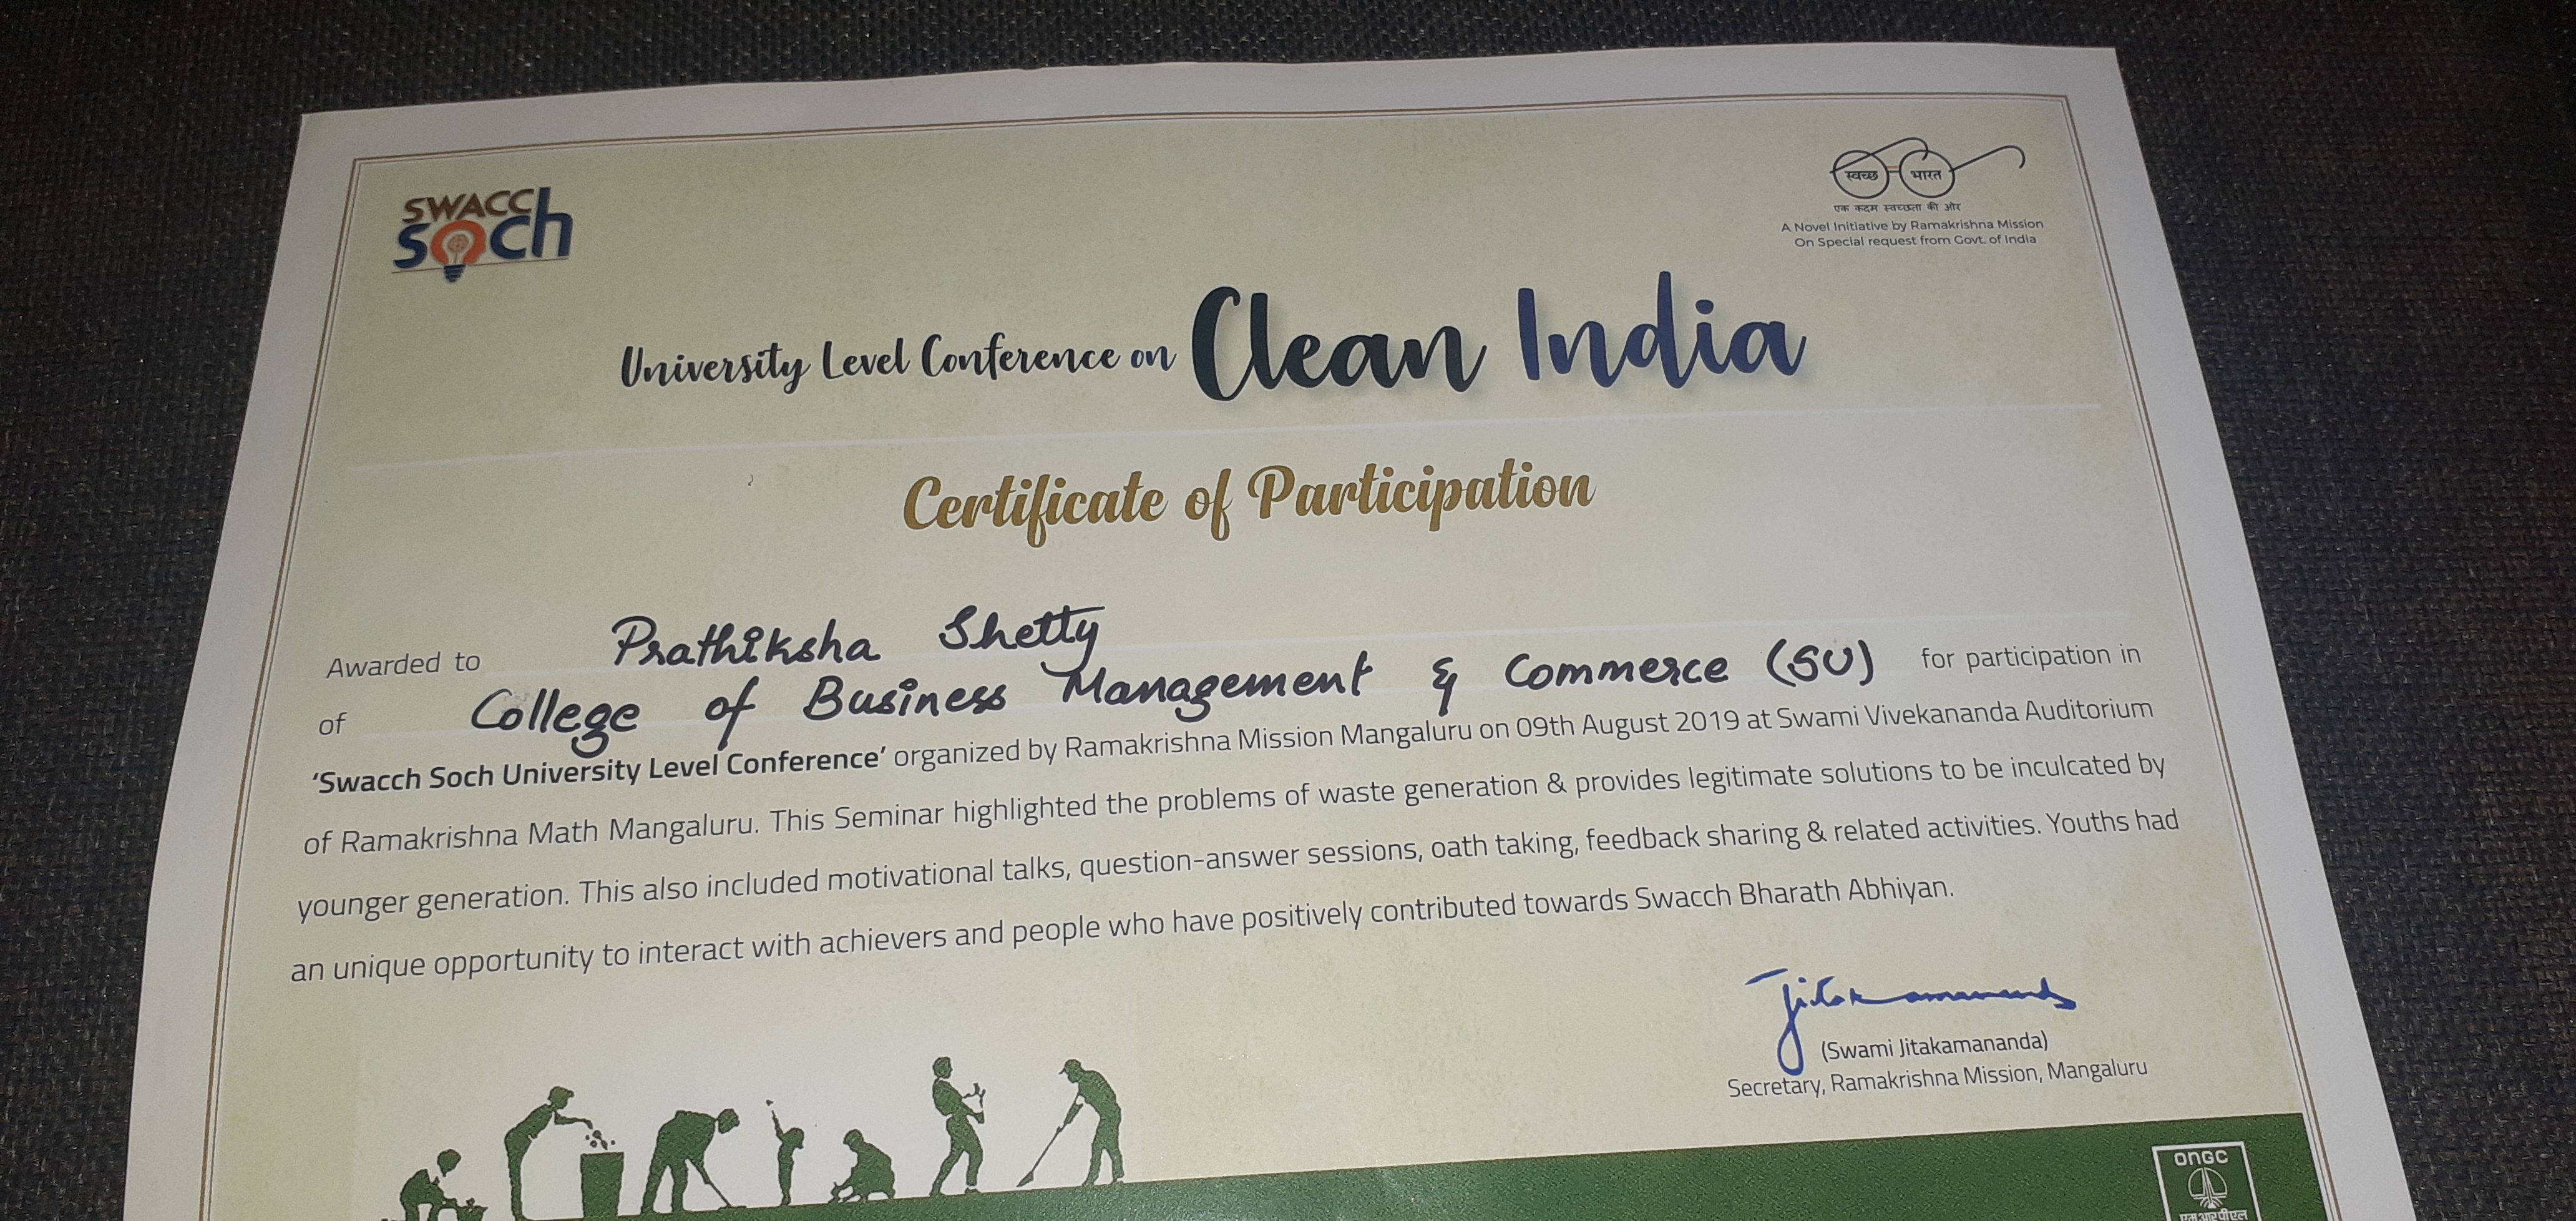 SWACCh
Soch
स्वच्छ भारत
एक कदम स्वच्छता की ओर
A Novel Initiative by Ramakrishna Mission
On Special request from Govt. of India
University Level Conference on Clean India
Certificate of Participation
Awarded to Prathiksha Shetty
of College of Business Management & Commerce (SU) for participation in
'Swacch Soch University Level Conference' organized by Ramakrishna Mission Mangaluru on 09th August 2019 at Swami Vivekananda Auditorium
of Ramakrishna Math Mangaluru. This Seminar highlighted the problems of waste generation & provides legitimate solutions to be inculcated by
younger generation. This also included motivational talks, question-answer sessions, oath taking, feedback sharing & related activities. Youths had
an unique opportunity to interact with achievers and people who have positively contributed towards Swacch Bharath Abhiyan.
Jitakamananda
(Swami Jitakamananda)
Secretary, Ramakrishna Mission, Mangaluru
ONGC
एमआरपीएल